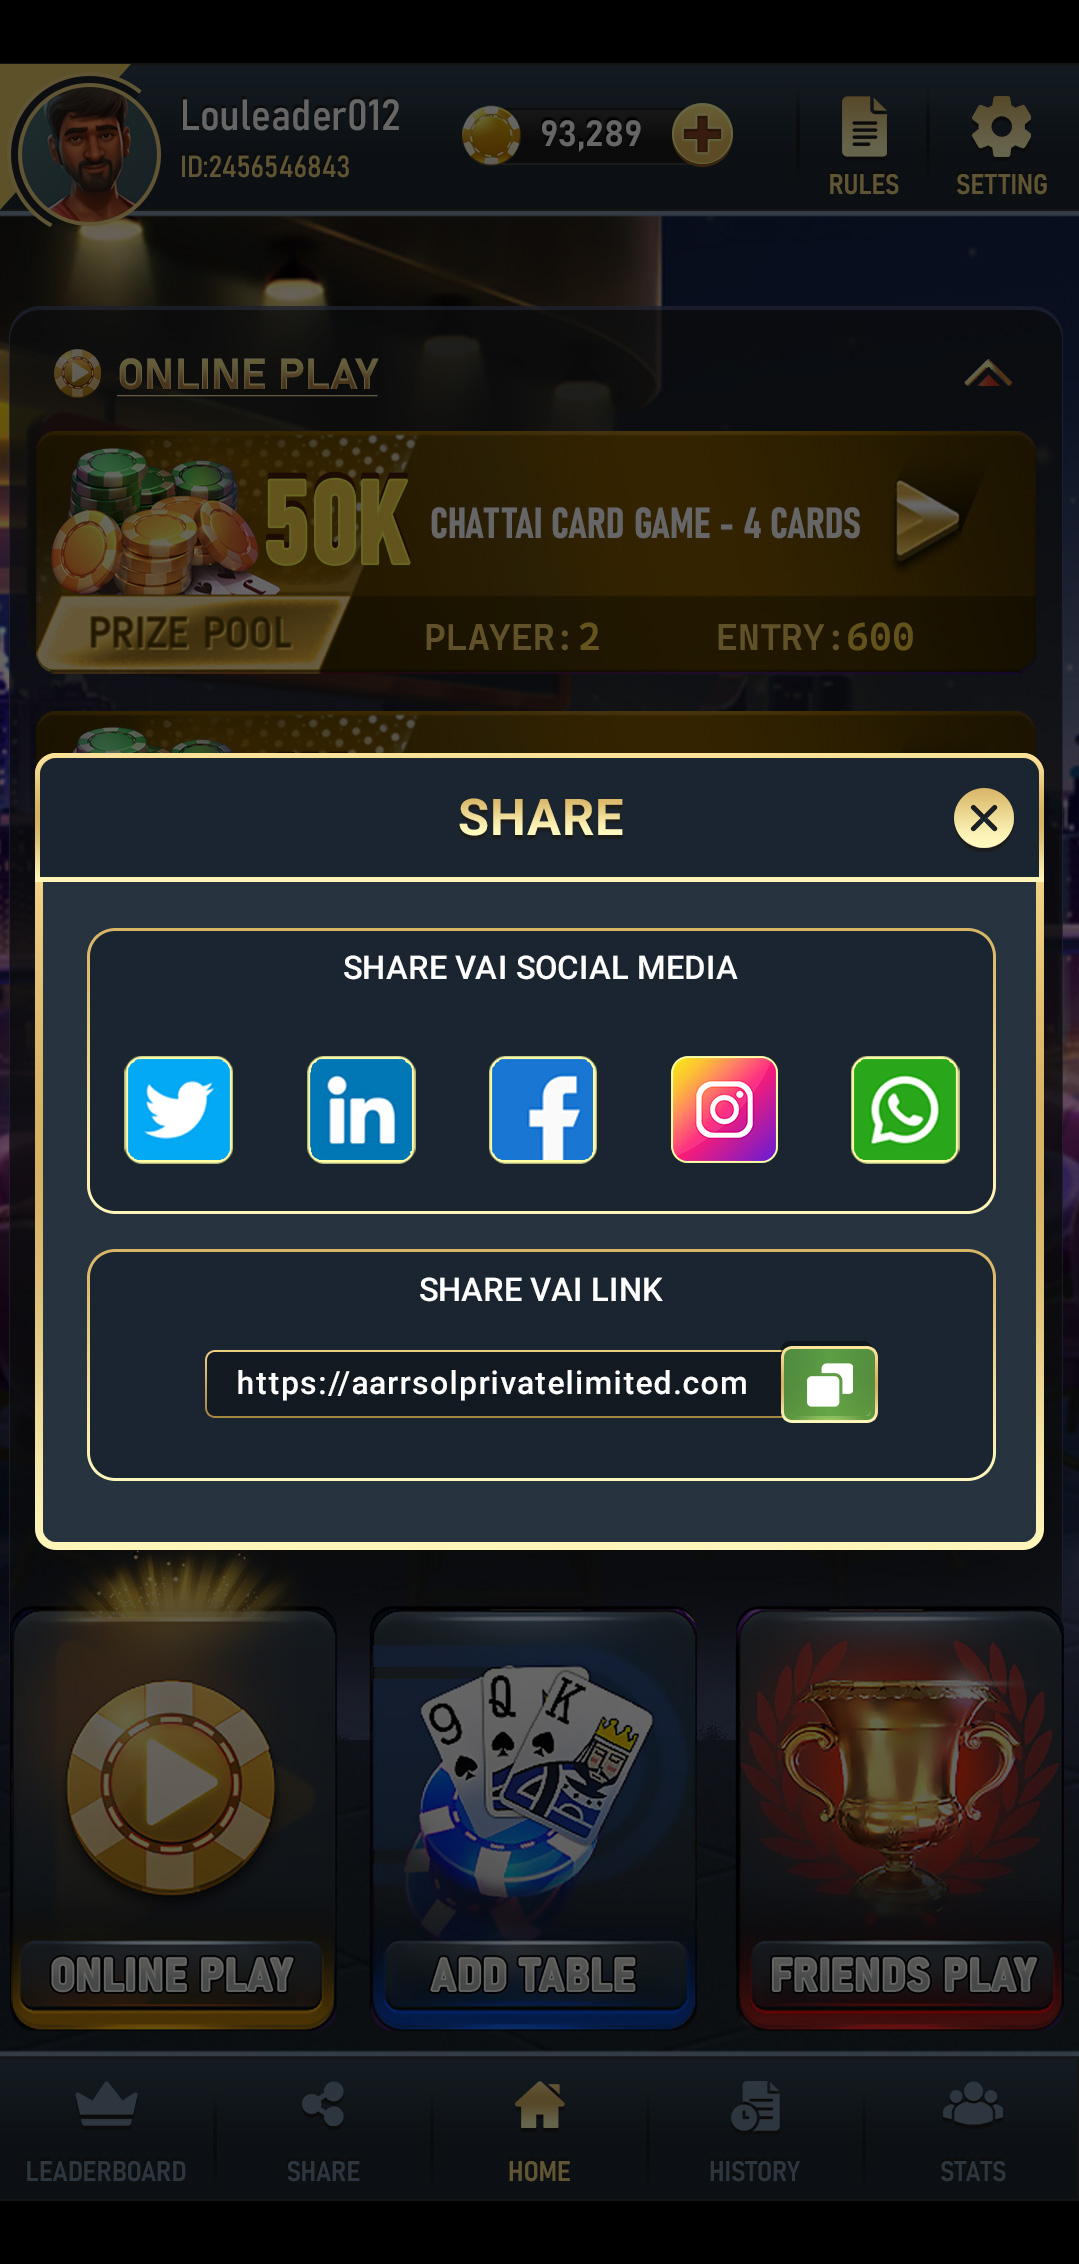 Louleader012
ID:2456546843
93,289
RULES
SETTING
ONLINE PLAY
50K
CHATTAI CARD GAME - 4 CARDS
PRIZE POOL
PLAYER:2
ENTRY:600
SHARE
SHARE VAI SOCIAL MEDIA
in
f
SHARE VAI LINK
https://aarrsolprivatelimited.com
9
Q
K
ONLINE PLAY
ADD TABLE
FRIENDS PLAY
LEADERBOARD
SHARE
HOME
HISTORY
STATS